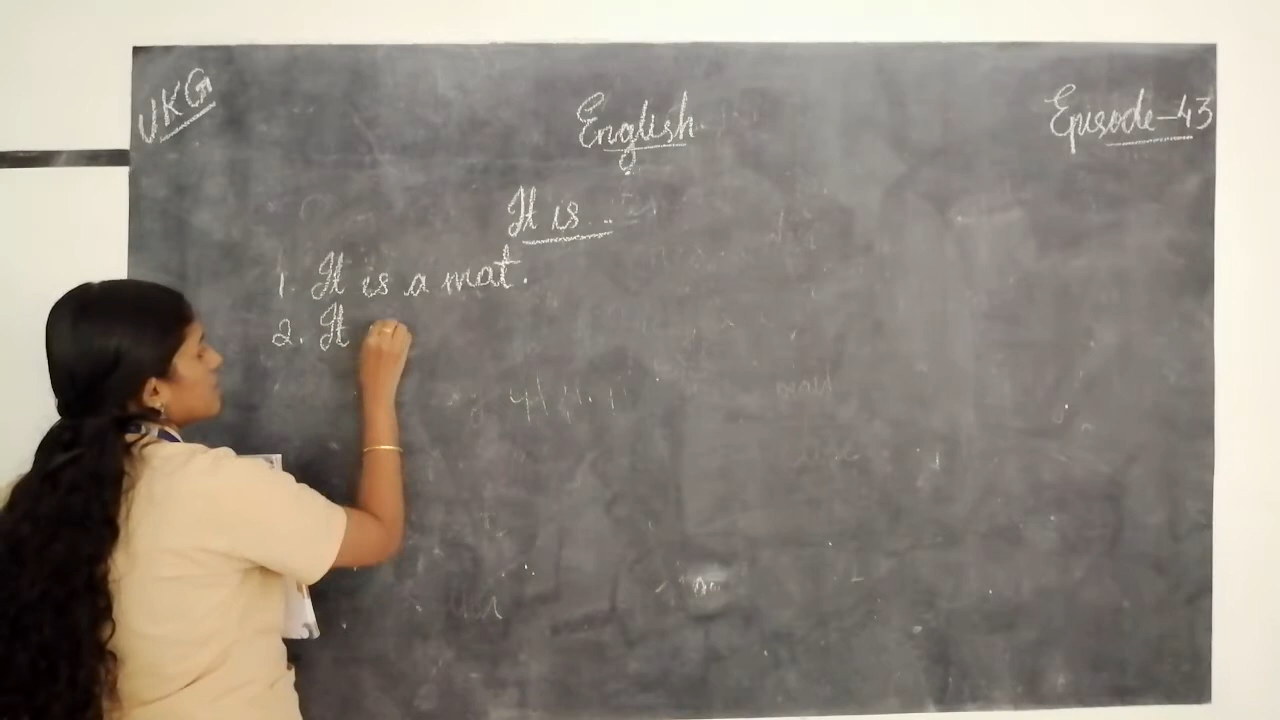 UKG
English
Episode-43
It is ..
1. It is a mat.
2. It